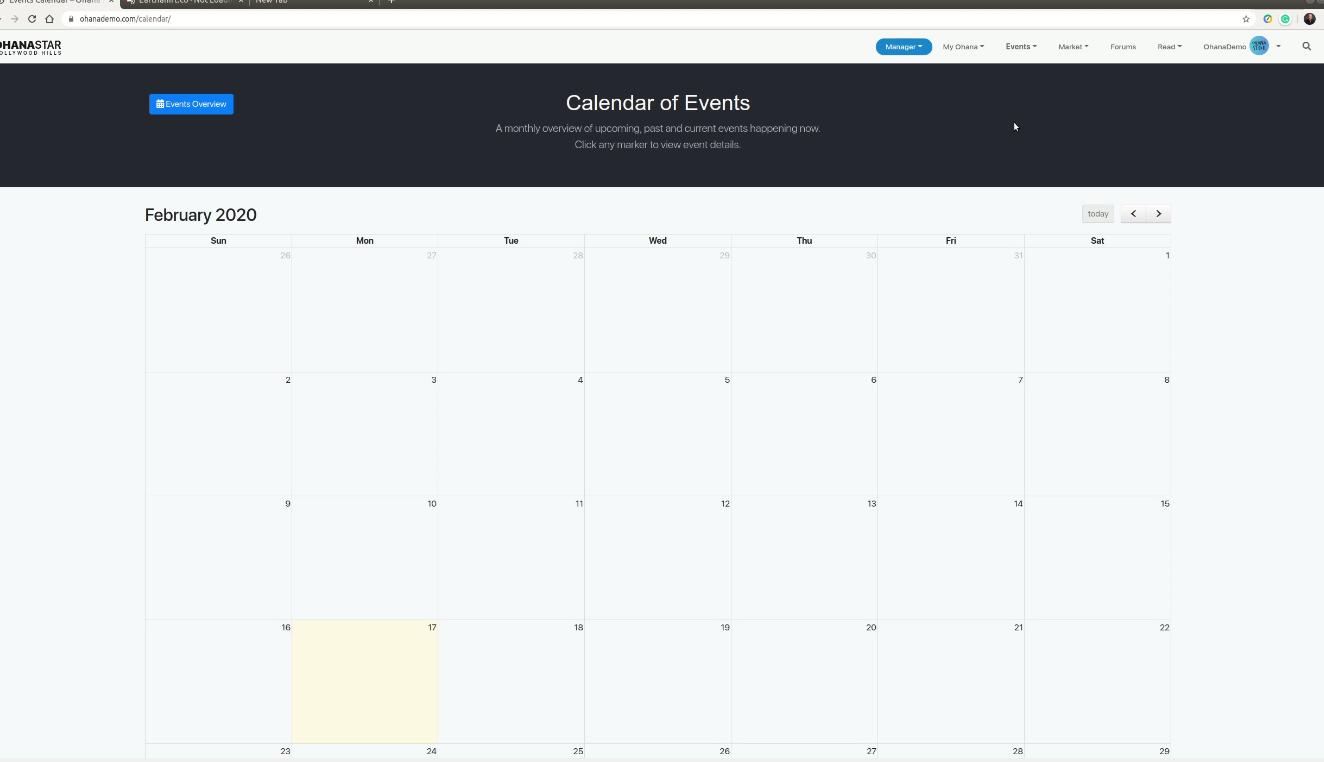 Events Calendar – Ohana
New Tab
ohanademo.com/calendar/
OHANASTAR
HOLLYWOOD HILLS
Manager
My Ohana
Events
Market
Forums
Read
OhanaDemo
Events Overview
Calendar of Events
A monthly overview of upcoming, past and current events happening now.
Click any marker to view event details.
February 2020
today
Sun Mon Tue Wed Thu Fri Sat
26 27 28 29 30 31 1
2 3 4 5 6 7 8
9 10 11 12 13 14 15
16 17 18 19 20 21 22
23 24 25 26 27 28 29